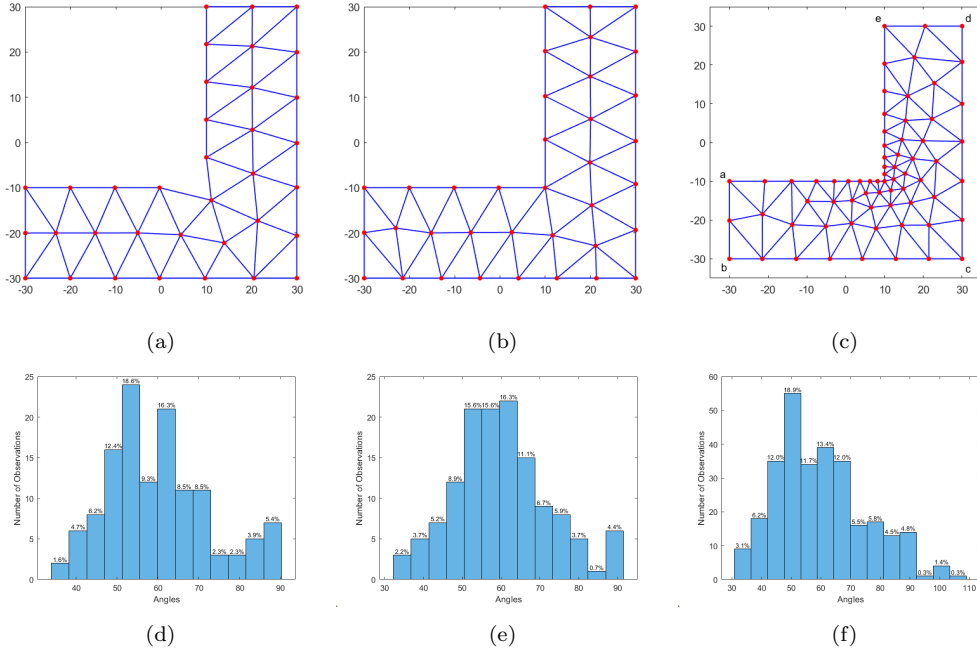 30
20
10
0
-10
-20
-30
-30 -20 -10 0 10 20 30
(a)
30
20
10
0
-10
-20
-30
-30 -20 -10 0 10 20 30
(b)
e d
30
20
10
0
a
-10
-20
-30
b c
-30 -20 -10 0 10 20 30
(c)
25
20
15
10
5
0
Number of Observations
1.6% 4.7% 6.2% 12.4% 18.6% 9.3% 16.3% 8.5% 8.5% 2.3% 2.3% 3.9% 5.4%
40 50 60 70 80 90
Angles
(d)
25
20
15
10
5
0
Number of Observations
2.2% 3.7% 5.2% 8.9% 15.6% 15.6% 16.3% 11.1% 6.7% 5.9% 3.7% 0.7% 4.4%
40 50 60 70 80 90
Angles
(e)
60
50
40
30
20
10
0
Number of Observations
3.1% 6.2% 12.0% 18.9% 11.7% 13.4% 12.0% 5.5% 5.8% 4.5% 4.8% 0.3% 1.4% 0.3%
30 40 50 60 70 80 90 100 110
Angles
(f)